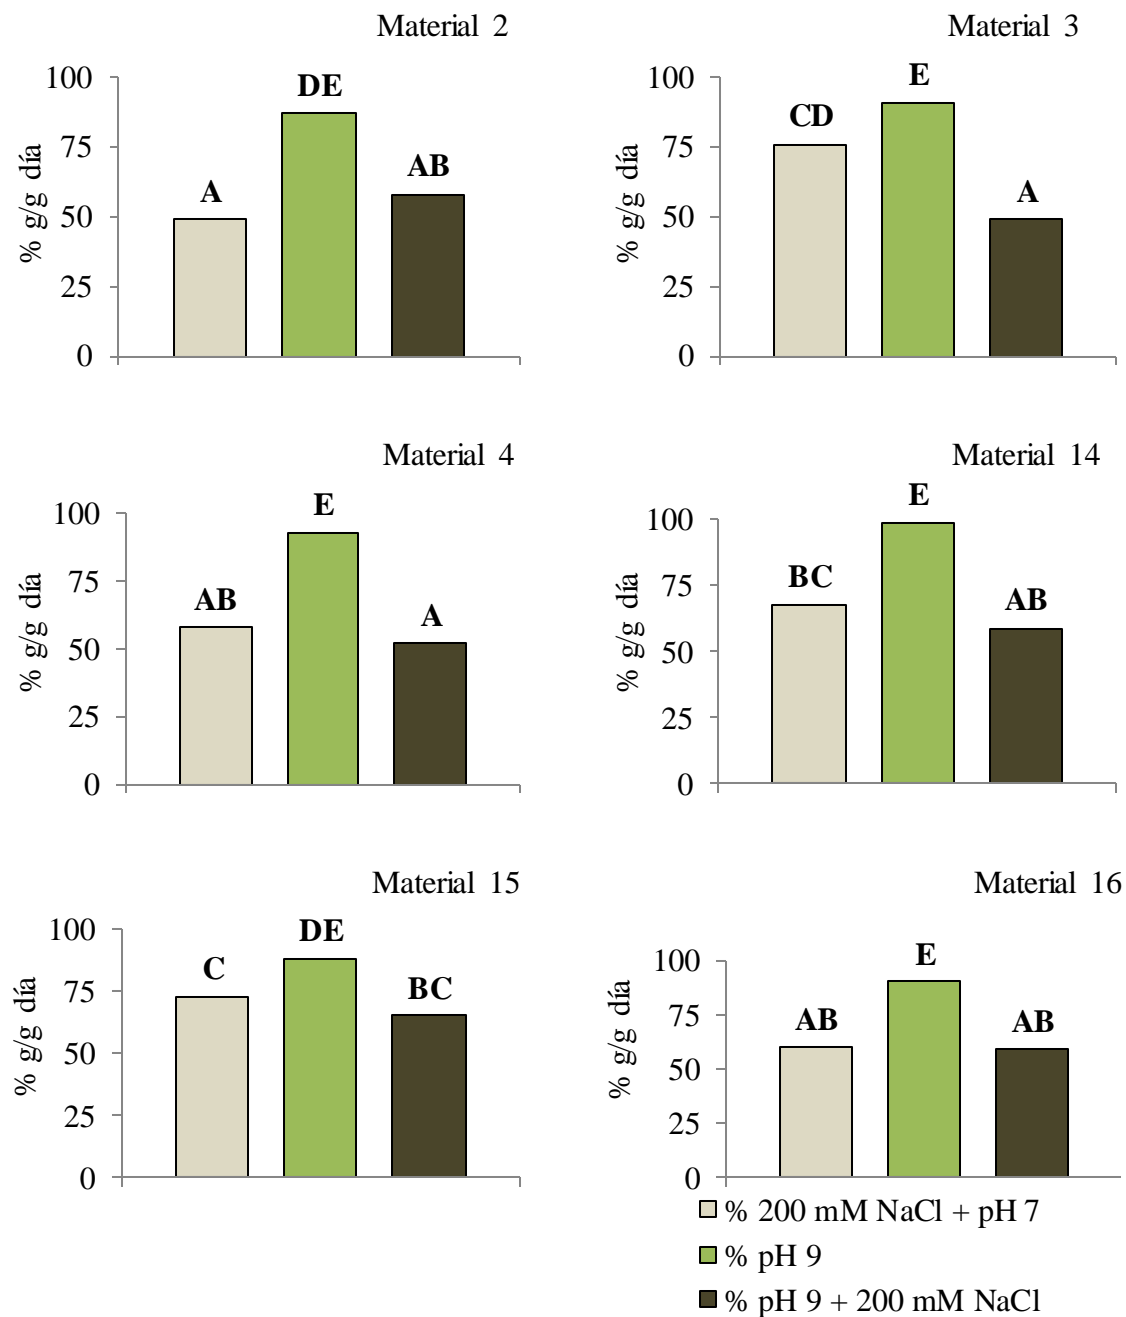 Material 2
100
75
50
25
0
% g/g día
A
DE
AB
Material 3
100
75
50
25
0
% g/g día
CD
E
A
Material 4
100
75
50
25
0
% g/g día
AB
E
A
Material 14
100
75
50
25
0
% g/g día
BC
E
AB
Material 15
100
75
50
25
0
% g/g día
C
DE
BC
Material 16
100
75
50
25
0
% g/g día
AB
E
AB
% 200 mM NaCl + pH 7
% pH 9
% pH 9 + 200 mM NaCl